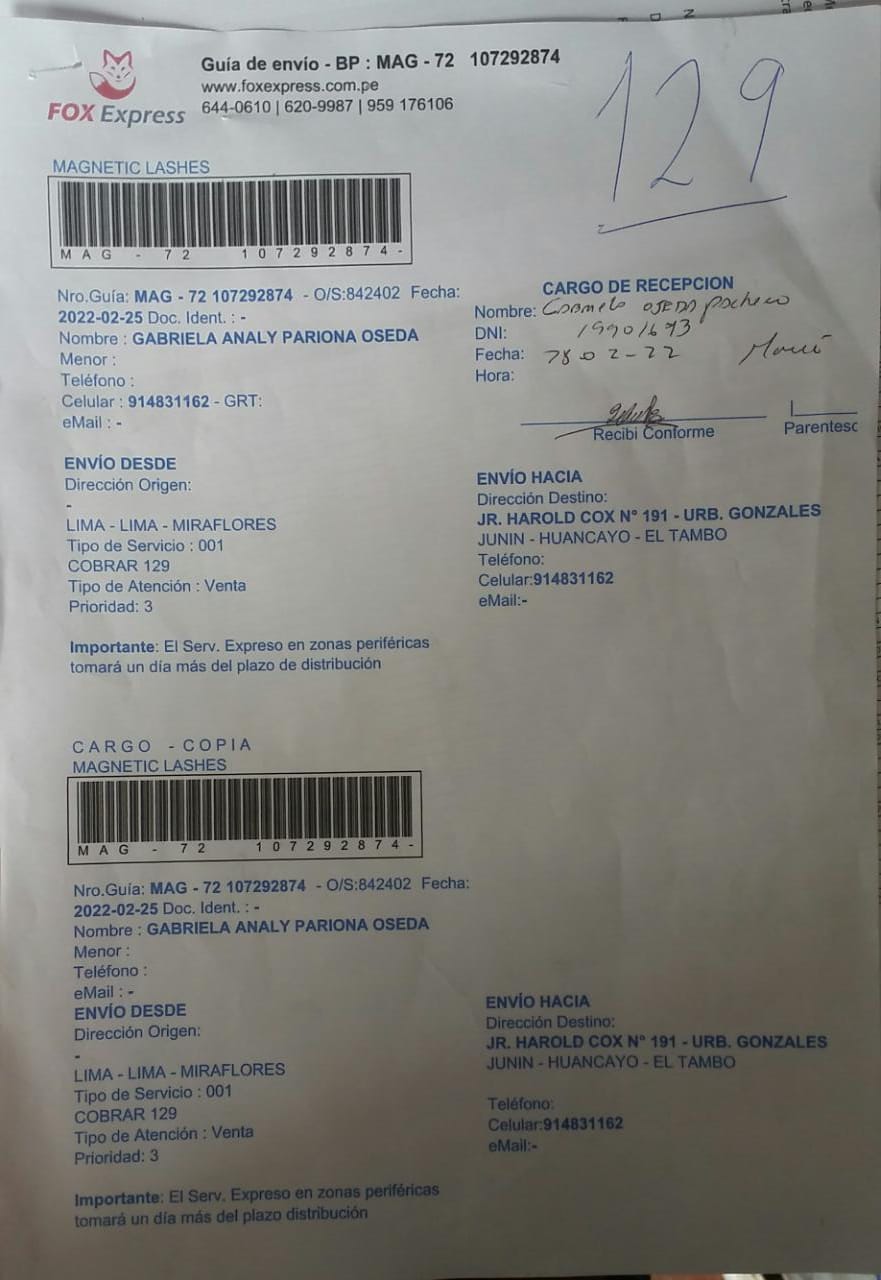 FOX Express
Guía de envío - BP : MAG - 72 107292874
www.foxexpress.com.pe
644-0610 | 620-9987 | 959 176106
129
MAGNETIC LASHES
MAG - 72 107292874-
Nro.Guía: MAG - 72 107292874 - O/S:842402 Fecha:
2022-02-25 Doc. Ident. : -
Nombre : GABRIELA ANALY PARIONA OSEDA
Menor :
Teléfono :
Celular : 914831162 - GRT:
eMail : -
CARGO DE RECEPCION
Nombre: OSEDA Pacheco
DNI:
Fecha:
Hora:
Recibi Conforme
Parentesc
ENVÍO DESDE
Dirección Origen:
-
LIMA - LIMA - MIRAFLORES
Tipo de Servicio : 001
COBRAR 129
Tipo de Atención : Venta
Prioridad: 3
ENVÍO HACIA
Dirección Destino:
JR. HAROLD COX N° 191 - URB. GONZALES
JUNIN - HUANCAYO - EL TAMBO
Teléfono:
Celular:914831162
eMail:-
Importante: El Serv. Expreso en zonas periféricas
tomará un día más del plazo de distribución
CARGO - COPIA
MAGNETIC LASHES
MAG - 72 107292874-
Nro.Guía: MAG - 72 107292874 - O/S:842402 Fecha:
2022-02-25 Doc. Ident. : -
Nombre : GABRIELA ANALY PARIONA OSEDA
Menor :
Teléfono :
eMail : -
ENVÍO DESDE
Dirección Origen:
-
LIMA - LIMA - MIRAFLORES
Tipo de Servicio : 001
COBRAR 129
Tipo de Atención : Venta
Prioridad: 3
ENVÍO HACIA
Dirección Destino:
JR. HAROLD COX N° 191 - URB. GONZALES
JUNIN - HUANCAYO - EL TAMBO
Teléfono:
Celular:914831162
eMail:-
Importante: El Serv. Expreso en zonas periféricas
tomará un día más del plazo distribución